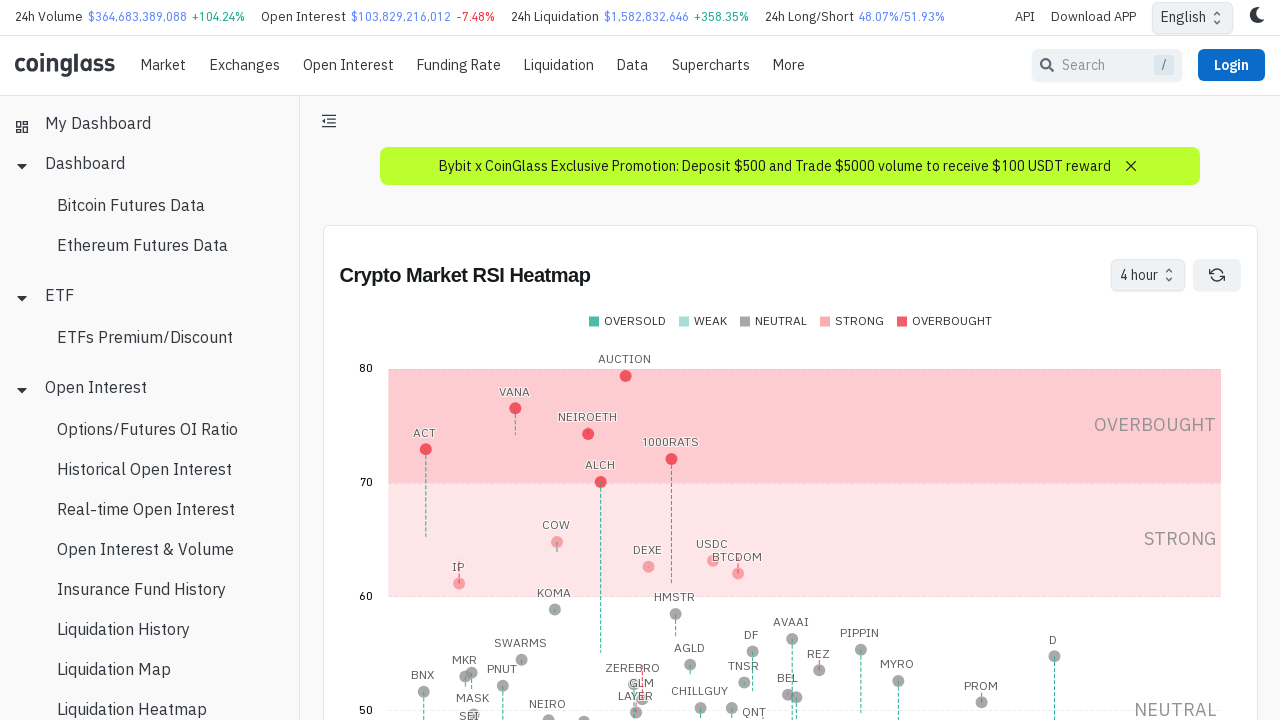 24h Volume $364,683,389,088 +104.24% Open Interest $103,829,216,012 -7.48% 24h Liquidation $1,582,832,646 +358.35% 24h Long/Short 48.07%/51.93% API Download APP English
coinglass Market Exchanges Open Interest Funding Rate Liquidation Data Supercharts More Search / Login
My Dashboard
Dashboard
Bitcoin Futures Data
Ethereum Futures Data
ETF
ETFs Premium/Discount
Open Interest
Options/Futures OI Ratio
Historical Open Interest
Real-time Open Interest
Open Interest & Volume
Insurance Fund History
Liquidation History
Liquidation Map
Liquidation Heatmap
Bybit x CoinGlass Exclusive Promotion: Deposit $500 and Trade $5000 volume to receive $100 USDT reward
Crypto Market RSI Heatmap 4 hour
OVERSOLD WEAK NEUTRAL STRONG OVERBOUGHT
AUCTION
80
VANA
NEIROETH
OVERBOUGHT
ACT
1000RATS
ALCH
70
COW
STRONG
USDC
DEXE
BTCDOM
IP
60
KOMA
HMSTR
AVAAI
PIPPIN
DF
D
SWARMS
AGLD
REZ
MKR
MYRO
PNUT
ZEREBRO
TNSR
BNX
BEL
GLM
PROM
CHILLGUY
MASK
LAYER
NEIRO
50
NEUTRAL
QNT
SEI